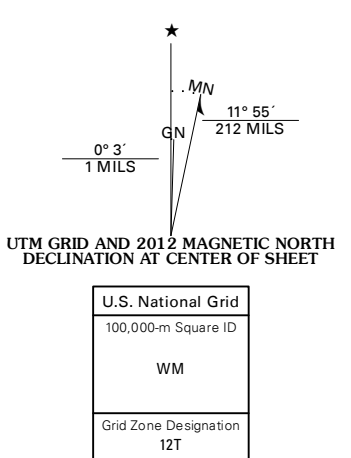 ★
MN
11° 55´
212 MILS
GN
0° 3´
1 MILS
UTM GRID AND 2012 MAGNETIC NORTH
DECLINATION AT CENTER OF SHEET
U.S. National Grid
100,000-m Square ID
WM
Grid Zone Designation
12T